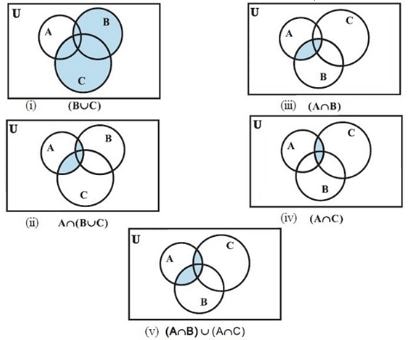 U
A
B
C
(i) (B∪C)
U
A
C
B
(iii) (A∩B)
U
A
B
C
(ii) A∩(B∪C)
U
A
C
B
(iv) (A∩C)
U
A
C
B
(v) (A∩B) ∪ (A∩C)